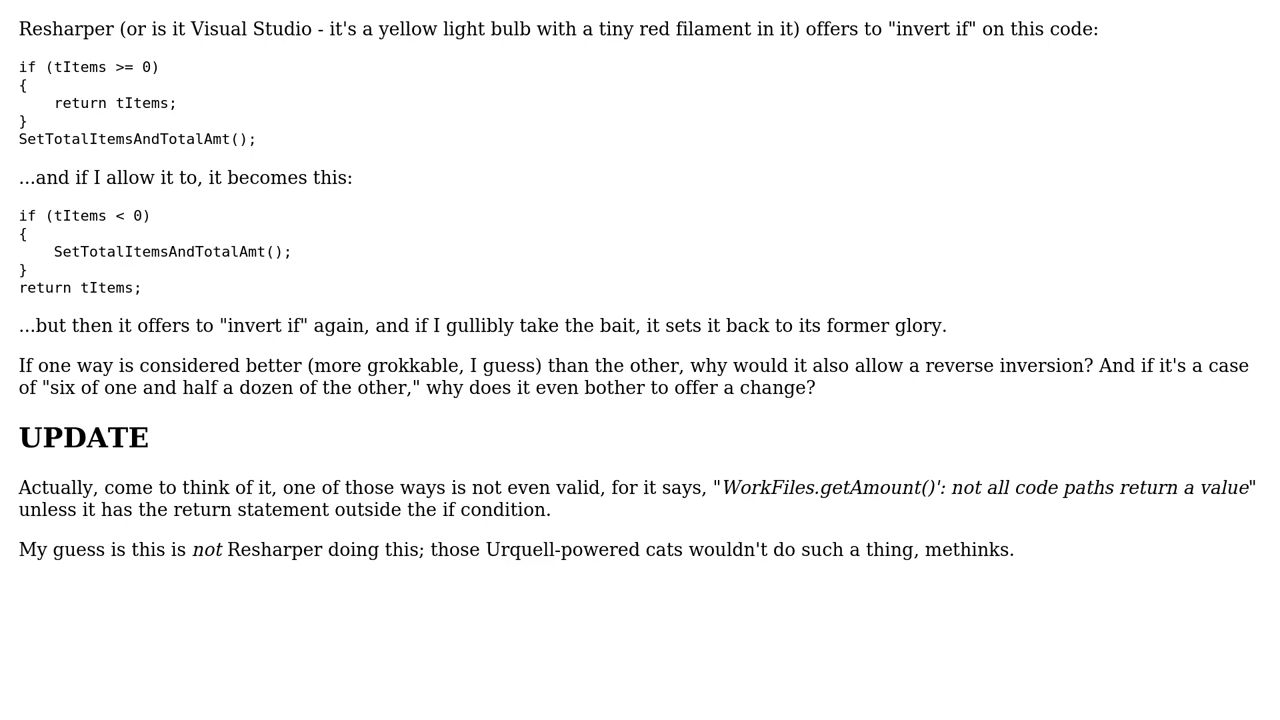 Resharper (or is it Visual Studio - it's a yellow light bulb with a tiny red filament in it) offers to "invert if" on this code:
if (tItems >= 0)
{
    return tItems;
}
SetTotalItemsAndTotalAmt();
...and if I allow it to, it becomes this:
if (tItems < 0)
{
    SetTotalItemsAndTotalAmt();
}
return tItems;
...but then it offers to "invert if" again, and if I gullibly take the bait, it sets it back to its former glory.
If one way is considered better (more grokkable, I guess) than the other, why would it also allow a reverse inversion? And if it's a case
of "six of one and half a dozen of the other," why does it even bother to offer a change?
UPDATE
Actually, come to think of it, one of those ways is not even valid, for it says, "WorkFiles.getAmount()': not all code paths return a value"
unless it has the return statement outside the if condition.
My guess is this is not Resharper doing this; those Urquell-powered cats wouldn't do such a thing, methinks.